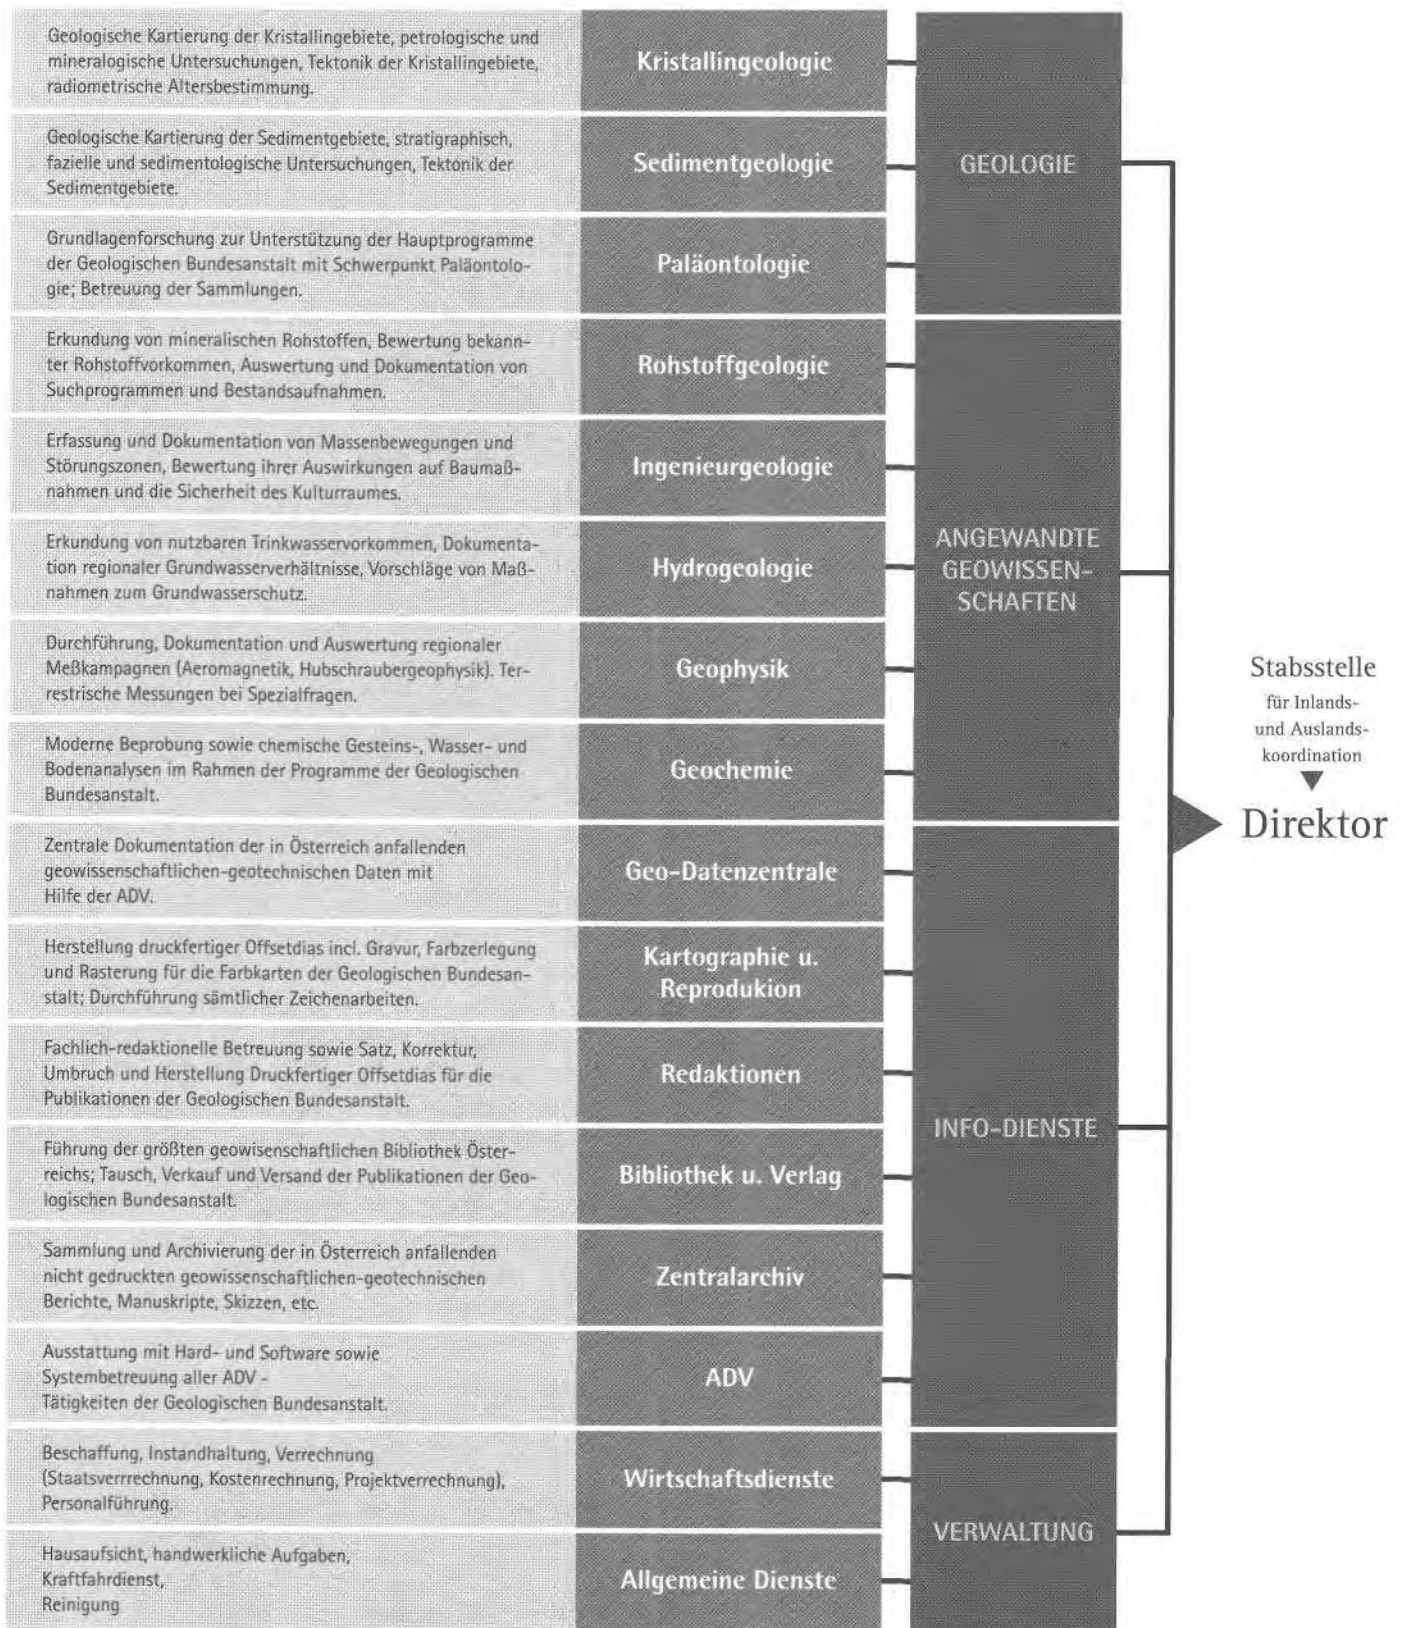 Geologische Kartierung der Kristallingebiete, petrologische und
mineralogische Untersuchungen, Tektonik der Kristallingebiete,
radiometrische Altersbestimmung.
Kristallingeologie
Geologische Kartierung der Sedimentgebiete, stratigraphisch,
fazielle und sedimentologische Untersuchungen, Tektonik der
Sedimentgebiete.
Sedimentgeologie
Grundlagenforschung zur Unterstützung der Hauptprogramme
der Geologischen Bundesanstalt mit Schwerpunkt Paläontolo-
gie; Betreuung der Sammlungen.
Paläontologie
GEOLOGIE
Erkundung von mineralischen Rohstoffen, Bewertung bekann-
ter Rohstoffvorkommen, Auswertung und Dokumentation von
Suchprogrammen und Bestandsaufnahmen.
Rohstoffgeologie
Erfassung und Dokumentation von Massenbewegungen und
Störungszonen, Bewertung ihrer Auswirkungen auf Baumaß-
nahmen und die Sicherheit des Kulturraumes.
Ingenieurgeologie
Erkundung von nutzbaren Trinkwasservorkommen, Dokumenta-
tion regionaler Grundwasserverhältnisse, Vorschläge von Maß-
nahmen zum Grundwasserschutz.
Hydrogeologie
Durchführung, Dokumentation und Auswertung regionaler
Meßkampagnen (Aeromagnetik, Hubschraubergeophysik). Ter-
restrische Messungen bei Spezialfragen.
Geophysik
Moderne Beprobung sowie chemische Gesteins-, Wasser- und
Bodenanalysen im Rahmen der Programme der Geologischen
Bundesanstalt.
Geochemie
ANGEWANDTE
GEOWISSEN-
SCHAFTEN
Zentrale Dokumentation der in Österreich anfallenden
geowissenschaftlichen-geotechnischen Daten mit
Hilfe der ADV.
Geo-Datenzentrale
Herstellung druckfertiger Offsetdias incl. Gravur, Farbzerlegung
und Rasterung für die Farbkarten der Geologischen Bundesan-
stalt; Durchführung sämtlicher Zeichenarbeiten.
Kartographie u.
Reprodukion
Fachlich-redaktionelle Betreuung sowie Satz, Korrektur,
Umbruch und Herstellung Druckfertiger Offsetdias für die
Publikationen der Geologischen Bundesanstalt.
Redaktionen
Führung der größten geowisenschaftlichen Bibliothek Öster-
reichs; Tausch, Verkauf und Versand der Publikationen der Geo-
logischen Bundesanstalt.
Bibliothek u. Verlag
Sammlung und Archivierung der in Österreich anfallenden
nicht gedruckten geowissenschaftlichen-geotechnischen
Berichte, Manuskripte, Skizzen, etc.
Zentralarchiv
Ausstattung mit Hard- und Software sowie
Systembetreuung aller ADV -
Tätigkeiten der Geologischen Bundesanstalt.
ADV
INFO-DIENSTE
Beschaffung, Instandhaltung, Verrechnung
(Staatsverrrechnung, Kostenrechnung, Projektverrechnung),
Personalführung.
Wirtschaftsdienste
Hausaufsicht, handwerkliche Aufgaben,
Kraftfahrdienst,
Reinigung
Allgemeine Dienste
VERWALTUNG
Stabsstelle
für Inlands-
und Auslands-
koordination
Direktor